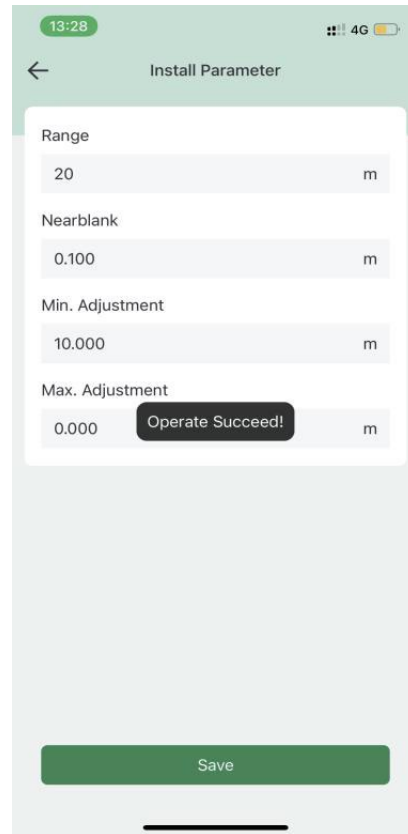 13:28
4G
Install Parameter
Range
20 m
Nearblank
0.100 m
Min. Adjustment
10.000 m
Max. Adjustment
0.000 m
Operate Succeed!
Save